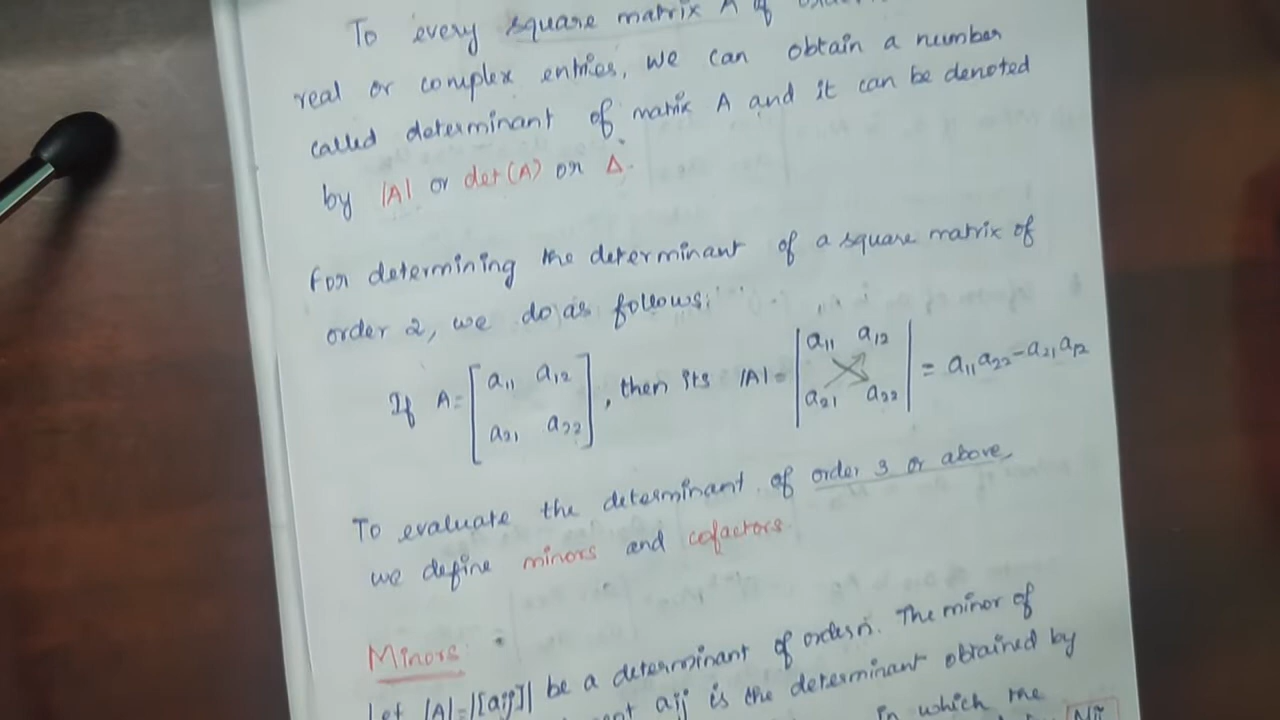 To every square matrix A of
real or complex entries, we can obtain a number
called determinant of matrix A and it can be denoted
by |A| or det(A) or Δ.
For determining the determinant of a square matrix of
order 2, we do as follows:
If A = [a11 a12 a21 a22], then its |A| = |a11 a12 a21 a22| = a11 a22 - a21 a12
To evaluate the determinant of order 3 or above,
we define minors and cofactors.
Minors:
Let |A| = |[aij]| be a determinant of order n. The minor of
aij is the determinant obtained by
in which the